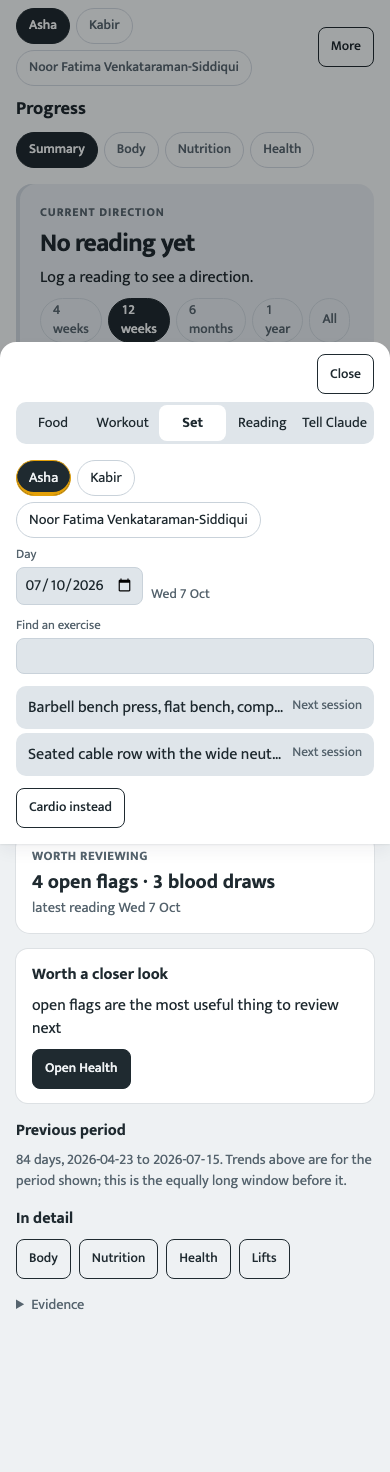 Asha
Kabir
Noor Fatima Venkataraman-Siddiqui
More
Progress
Summary
Body
Nutrition
Health
CURRENT DIRECTION
No reading yet
Log a reading to see a direction.
4 weeks
12 weeks
6 months
1 year
All
Close
Food
Workout
Set
Reading
Tell Claude
Asha
Kabir
Noor Fatima Venkataraman-Siddiqui
Day
07/10/2026
Wed 7 Oct
Find an exercise
Barbell bench press, flat bench, comp...
Next session
Seated cable row with the wide neut...
Next session
Cardio instead
WORTH REVIEWING
4 open flags · 3 blood draws
latest reading Wed 7 Oct
Worth a closer look
open flags are the most useful thing to review
next
Open Health
Previous period
84 days, 2026-04-23 to 2026-07-15. Trends above are for the
period shown; this is the equally long window before it.
In detail
Body
Nutrition
Health
Lifts
Evidence